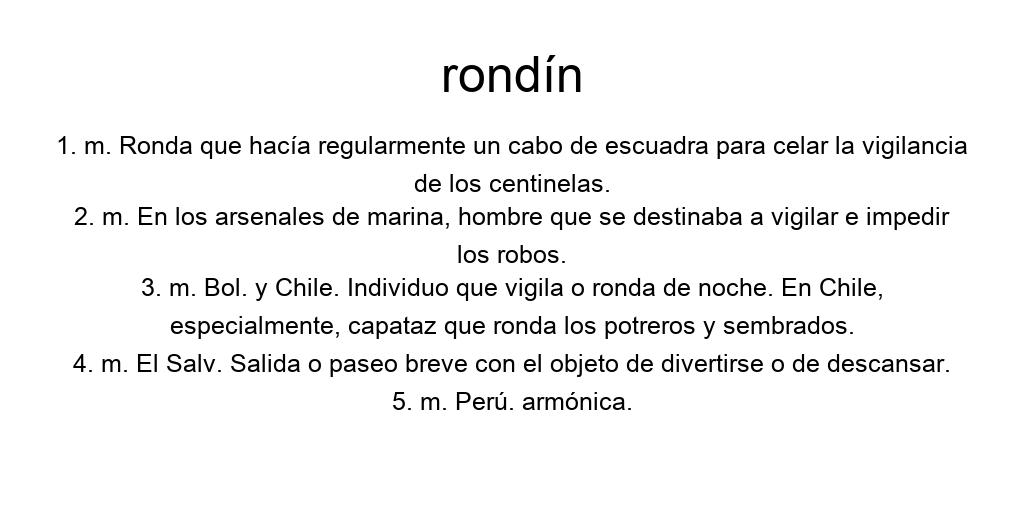 rondín
1. m. Ronda que hacía regularmente un cabo de escuadra para celar la vigilancia
de los centinelas.
2. m. En los arsenales de marina, hombre que se destinaba a vigilar e impedir
los robos.
3. m. Bol. y Chile. Individuo que vigila o ronda de noche. En Chile,
especialmente, capataz que ronda los potreros y sembrados.
4. m. El Salv. Salida o paseo breve con el objeto de divertirse o de descansar.
5. m. Perú. armónica.